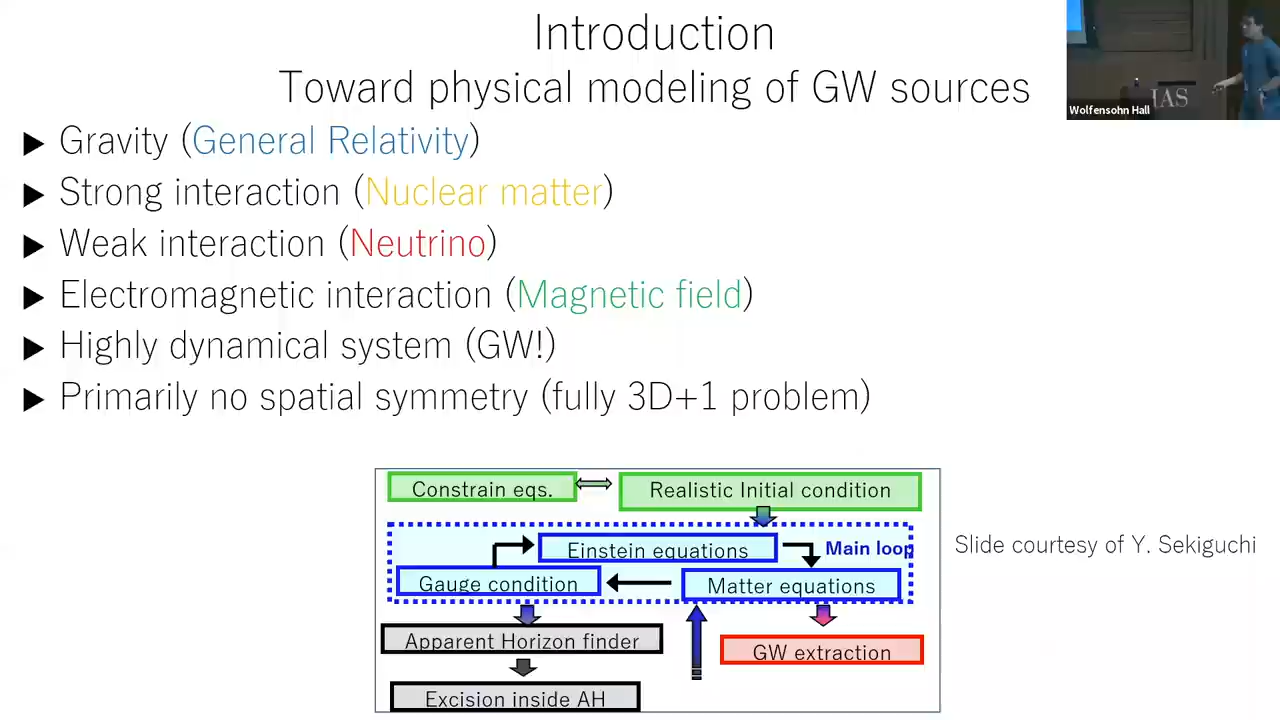 Introduction
Toward physical modeling of GW sources
Wolfensohn Hall
IAS
▶ Gravity (General Relativity)
▶ Strong interaction (Nuclear matter)
▶ Weak interaction (Neutrino)
▶ Electromagnetic interaction (Magnetic field)
▶ Highly dynamical system (GW!)
▶ Primarily no spatial symmetry (fully 3D+1 problem)
Constrain eqs.
Realistic Initial condition
Einstein equations
Main loop
Gauge condition
Matter equations
Apparent Horizon finder
GW extraction
Excision inside AH
Slide courtesy of Y. Sekiguchi